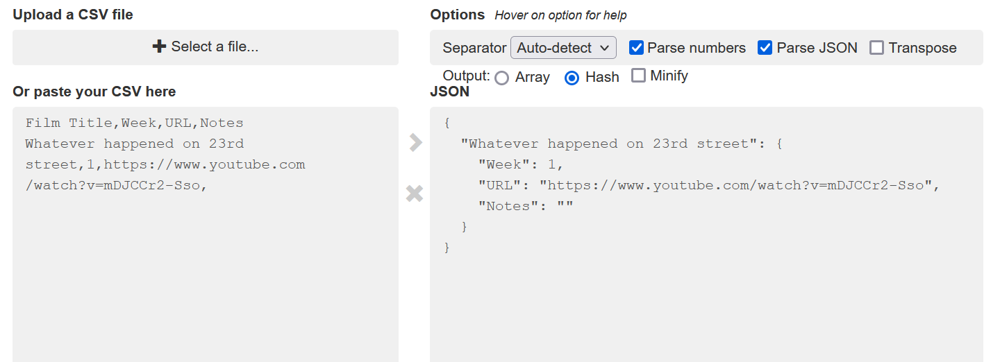 Upload a CSV file
Select a file...
Or paste your CSV here
Film Title,Week,URL,Notes
Whatever happened on 23rd
street,1,https://www.youtube.com
/watch?v=mDJCCr2-Sso,
Options Hover on option for help
Separator Auto-detect Parse numbers Parse JSON Transpose
Output: Array Hash Minify
JSON
{
"Whatever happened on 23rd street": {
"Week": 1,
"URL": "https://www.youtube.com/watch?v=mDJCCr2-Sso",
"Notes": ""
}
}